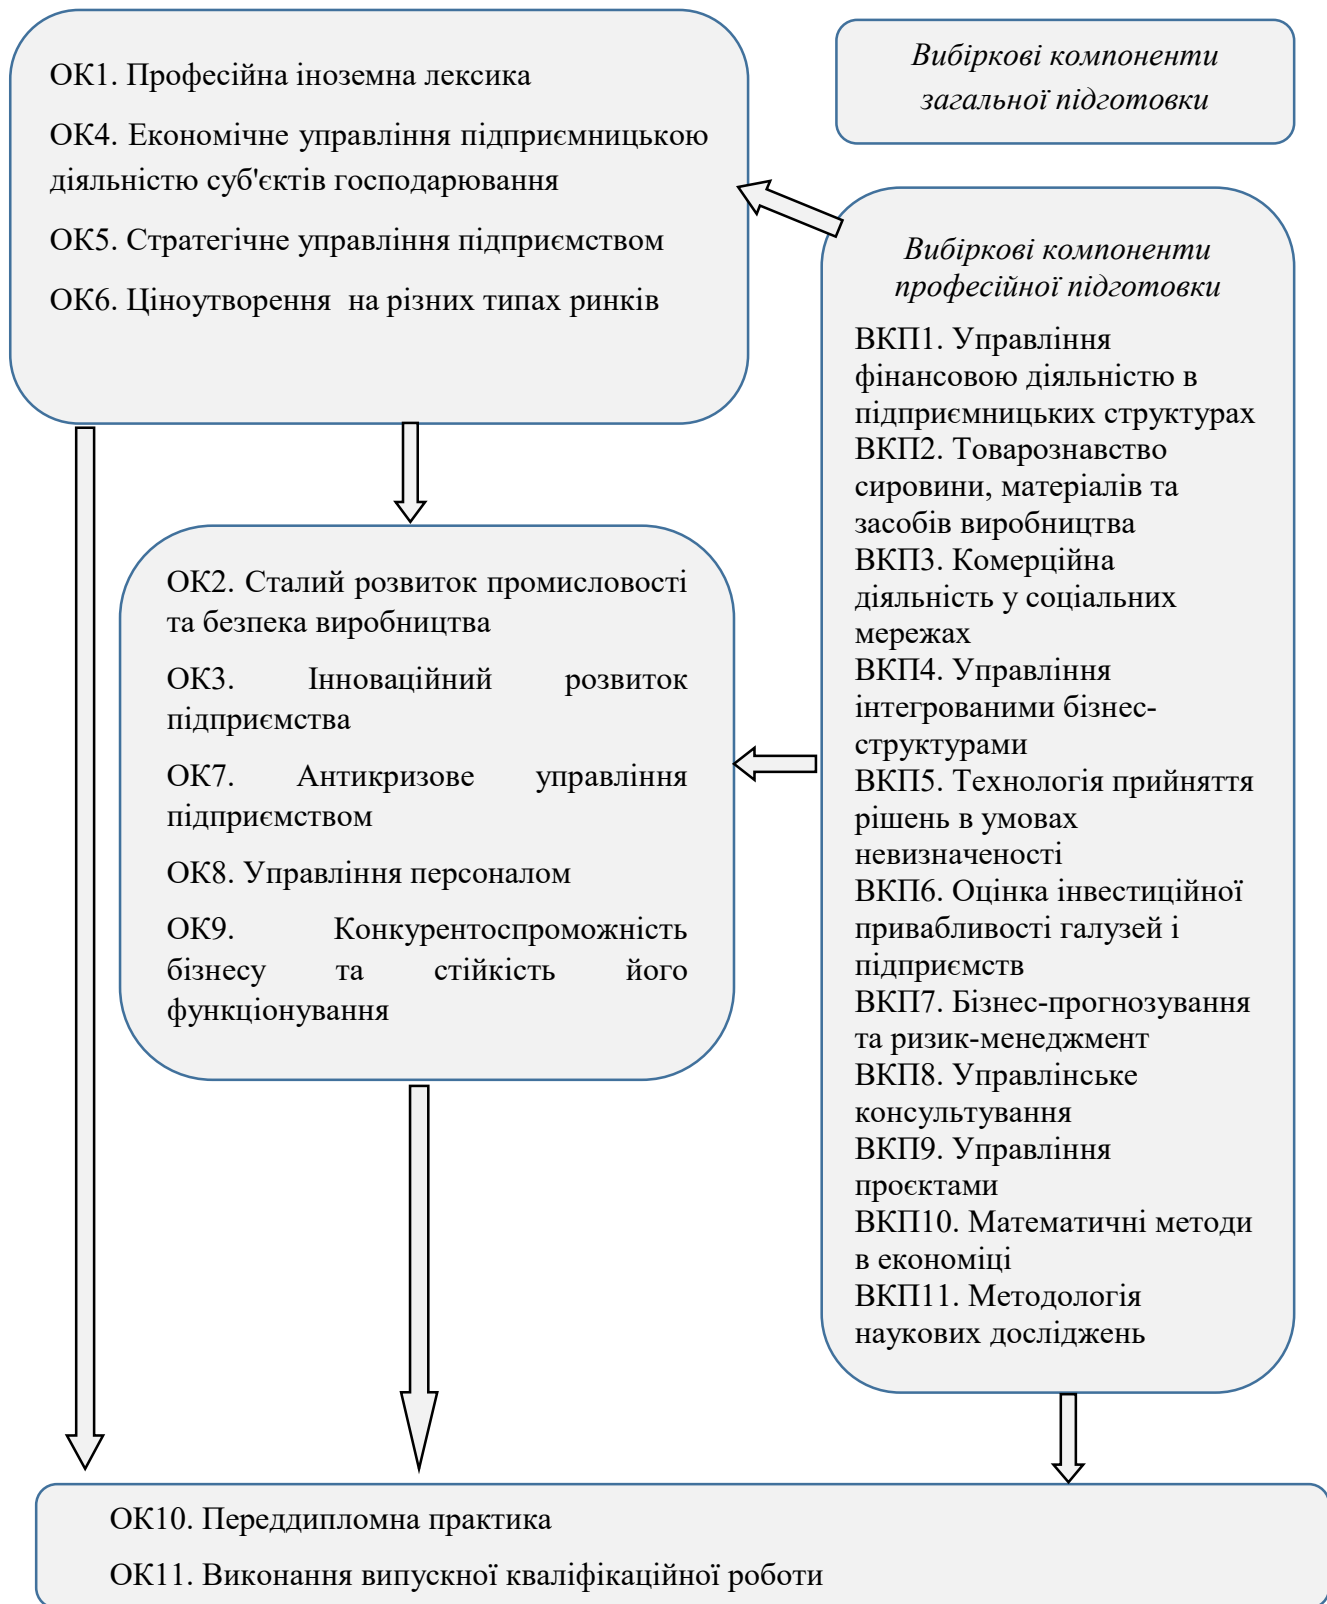 ОК1. Професійна іноземна лексика
ОК4. Економічне управління підприємницькою
діяльністю суб'єктів господарювання
ОК5. Стратегічне управління підприємством
ОК6. Ціноутворення на різних типах ринків
Вибіркові компоненти
загальної підготовки
Вибіркові компоненти
професійної підготовки
ВКП1. Управління
фінансовою діяльністю в
підприємницьких структурах
ВКП2. Товарознавство
сировини, матеріалів та
засобів виробництва
ВКП3. Комерційна
діяльність у соціальних
мережах
ВКП4. Управління
інтегрованими бізнес-
структурами
ВКП5. Технологія прийняття
рішень в умовах
невизначеності
ВКП6. Оцінка інвестиційної
привабливості галузей і
підприємств
ВКП7. Бізнес-прогнозування
та ризик-менеджмент
ВКП8. Управлінське
консультування
ВКП9. Управління
проєктами
ВКП10. Математичні методи
в економіці
ВКП11. Методологія
наукових досліджень
ОК2. Сталий розвиток промисловості
та безпека виробництва
ОК3. Інноваційний розвиток
підприємства
ОК7. Антикризове управління
підприємством
ОК8. Управління персоналом
ОК9. Конкурентоспроможність
бізнесу та стійкість його
функціонування
ОК10. Переддипломна практика
ОК11. Виконання випускної кваліфікаційної роботи